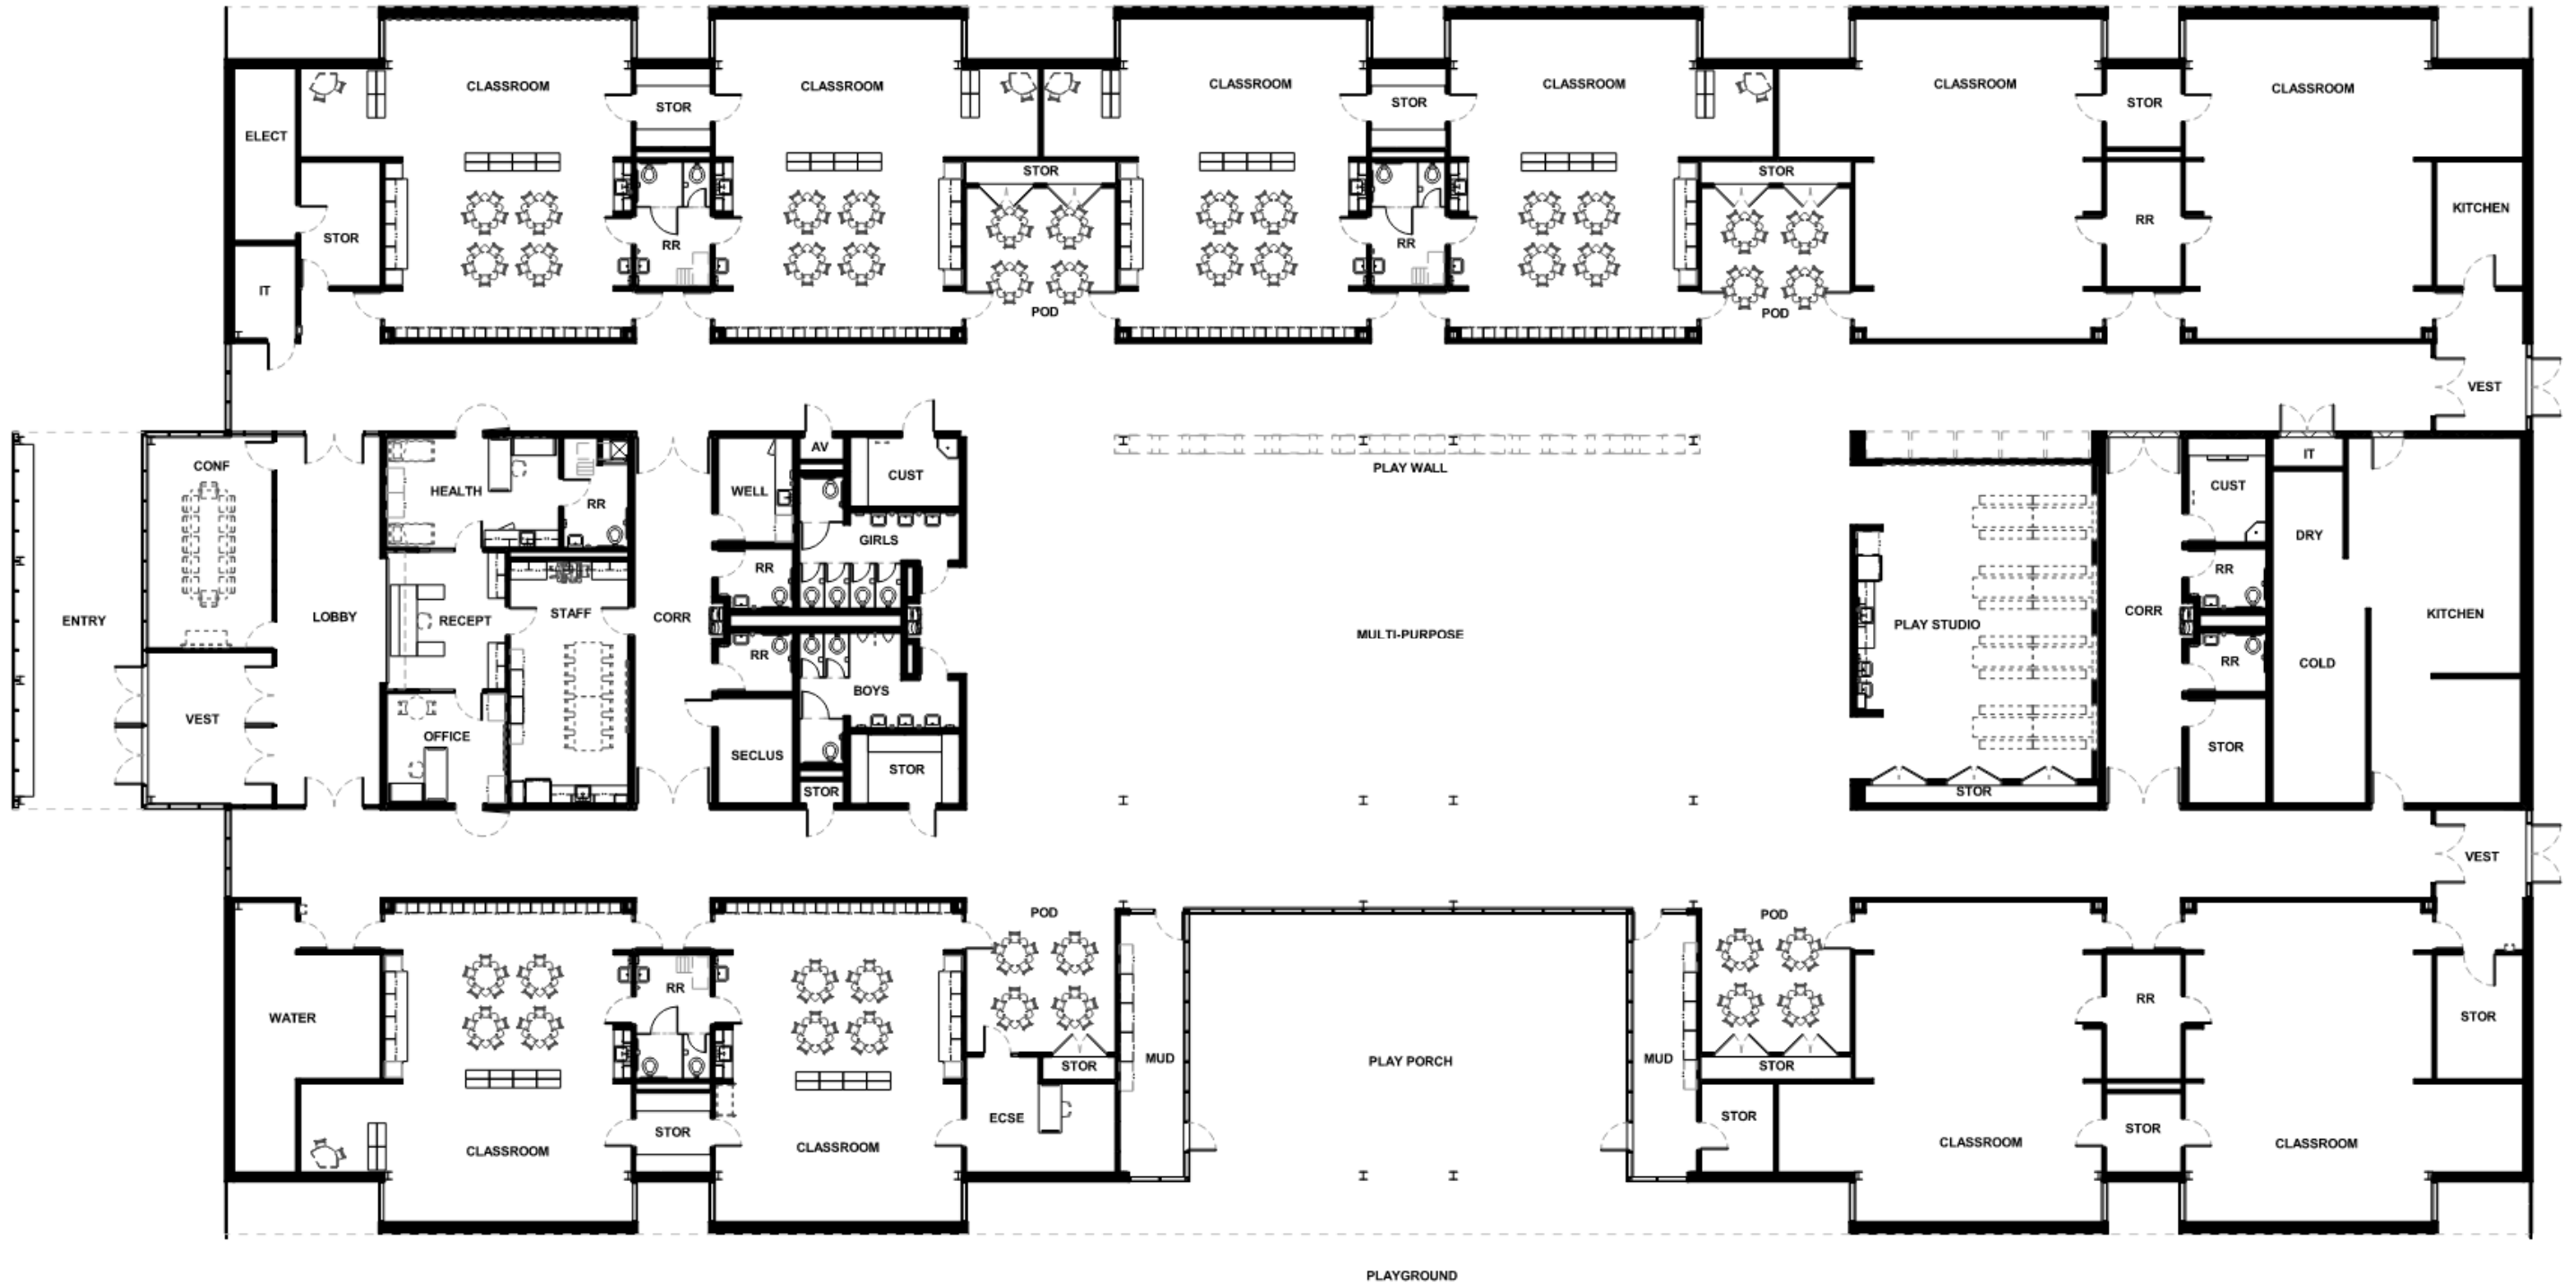 CLASSROOM
CLASSROOM
CLASSROOM
CLASSROOM
CLASSROOM
CLASSROOM
STOR
STOR
STOR
ELECT
STOR
STOR
STOR
RR
RR
RR
KITCHEN
IT
POD
POD
VEST
CONF
HEALTH
RR
WELL
AV
CUST
PLAY WALL
CUST
IT
GIRLS
DRY
RR
RR
ENTRY
LOBBY
RECEPT
STAFF
CORR
MULTI-PURPOSE
PLAY STUDIO
CORR
KITCHEN
RR
RR
COLD
VEST
OFFICE
BOYS
SECLUS
STOR
STOR
STOR
STOR
VEST
POD
POD
WATER
RR
RR
STOR
MUD
PLAY PORCH
MUD
STOR
STOR
ECSE
STOR
STOR
STOR
CLASSROOM
CLASSROOM
CLASSROOM
CLASSROOM
PLAYGROUND